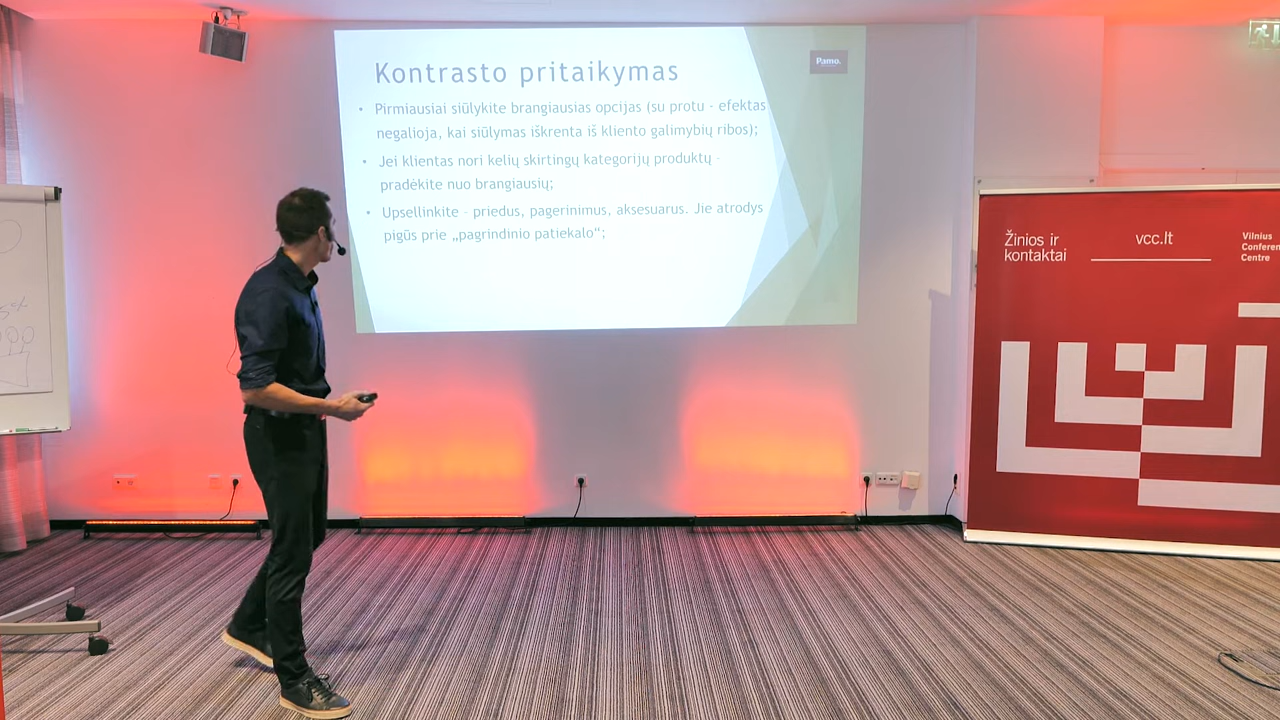 Kontrasto pritaikymas
Pamo.
• Pirmiausiai siūlykite brangiausias opcijas (su protu - efektas
negalioja, kai siūlymas iškrenta iš kliento galimybių ribos);
• Jei klientas nori kelių skirtingų kategorijų produktų -
pradėkite nuo brangiausių;
• Upsellinkite - priedus, pagerinimus, aksesuarus. Jie atrodys
pigūs prie „pagrindinio patiekalo“;
Žinios ir
kontaktai
vcc.lt
Vilnius
Conferen
Centre